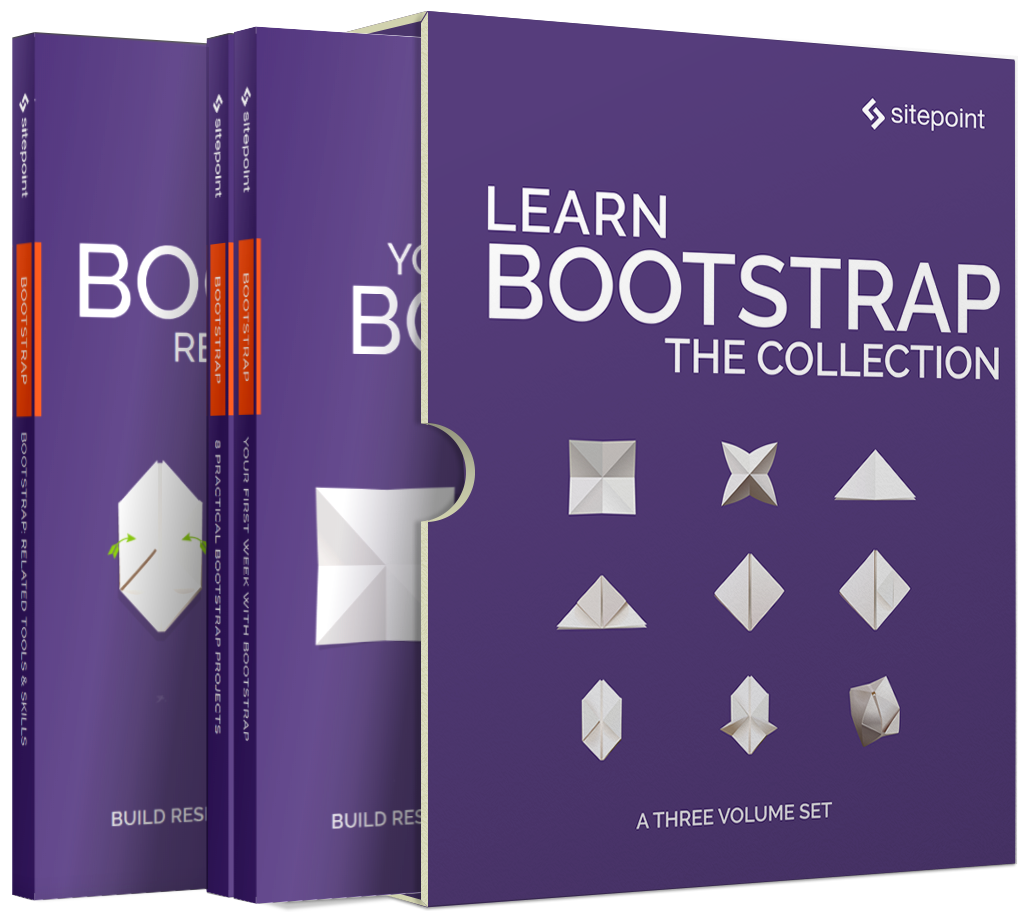 sitepoint
BOOTSTRAP
BOOTSTRAP: RELATED TOOLS & SKILLS
BO
RE
BUILD RES
sitepoint
BOOTSTRAP
8 PRACTICAL BOOTSTRAP PROJECTS
sitepoint
BOOTSTRAP
YOUR FIRST WEEK WITH BOOTSTRAP
YO
BO
BUILD RES
sitepoint
LEARN
BOOTSTRAP
THE COLLECTION
A THREE VOLUME SET